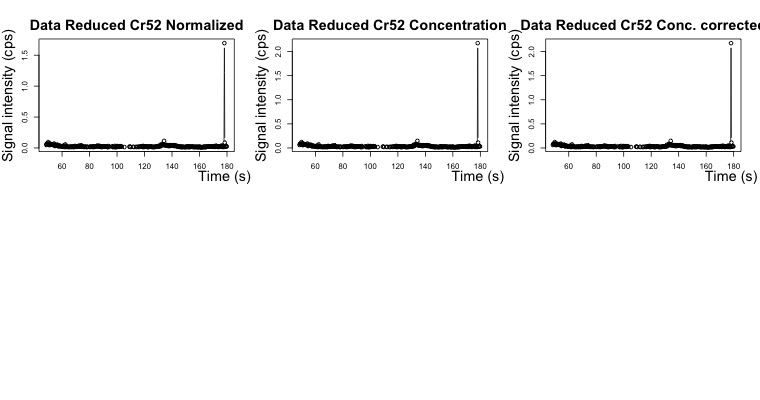 Data Reduced Cr52 Normalized
Signal intensity (cps)
0.0 0.5 1.0 1.5
60 80 100 120 140 160 180
Time (s)
Data Reduced Cr52 Concentration
Signal intensity (cps)
0.0 0.5 1.0 1.5 2.0
60 80 100 120 140 160 180
Time (s)
Data Reduced Cr52 Conc. corrected
Signal intensity (cps)
0.0 0.5 1.0 1.5 2.0
60 80 100 120 140 160 180
Time (s)